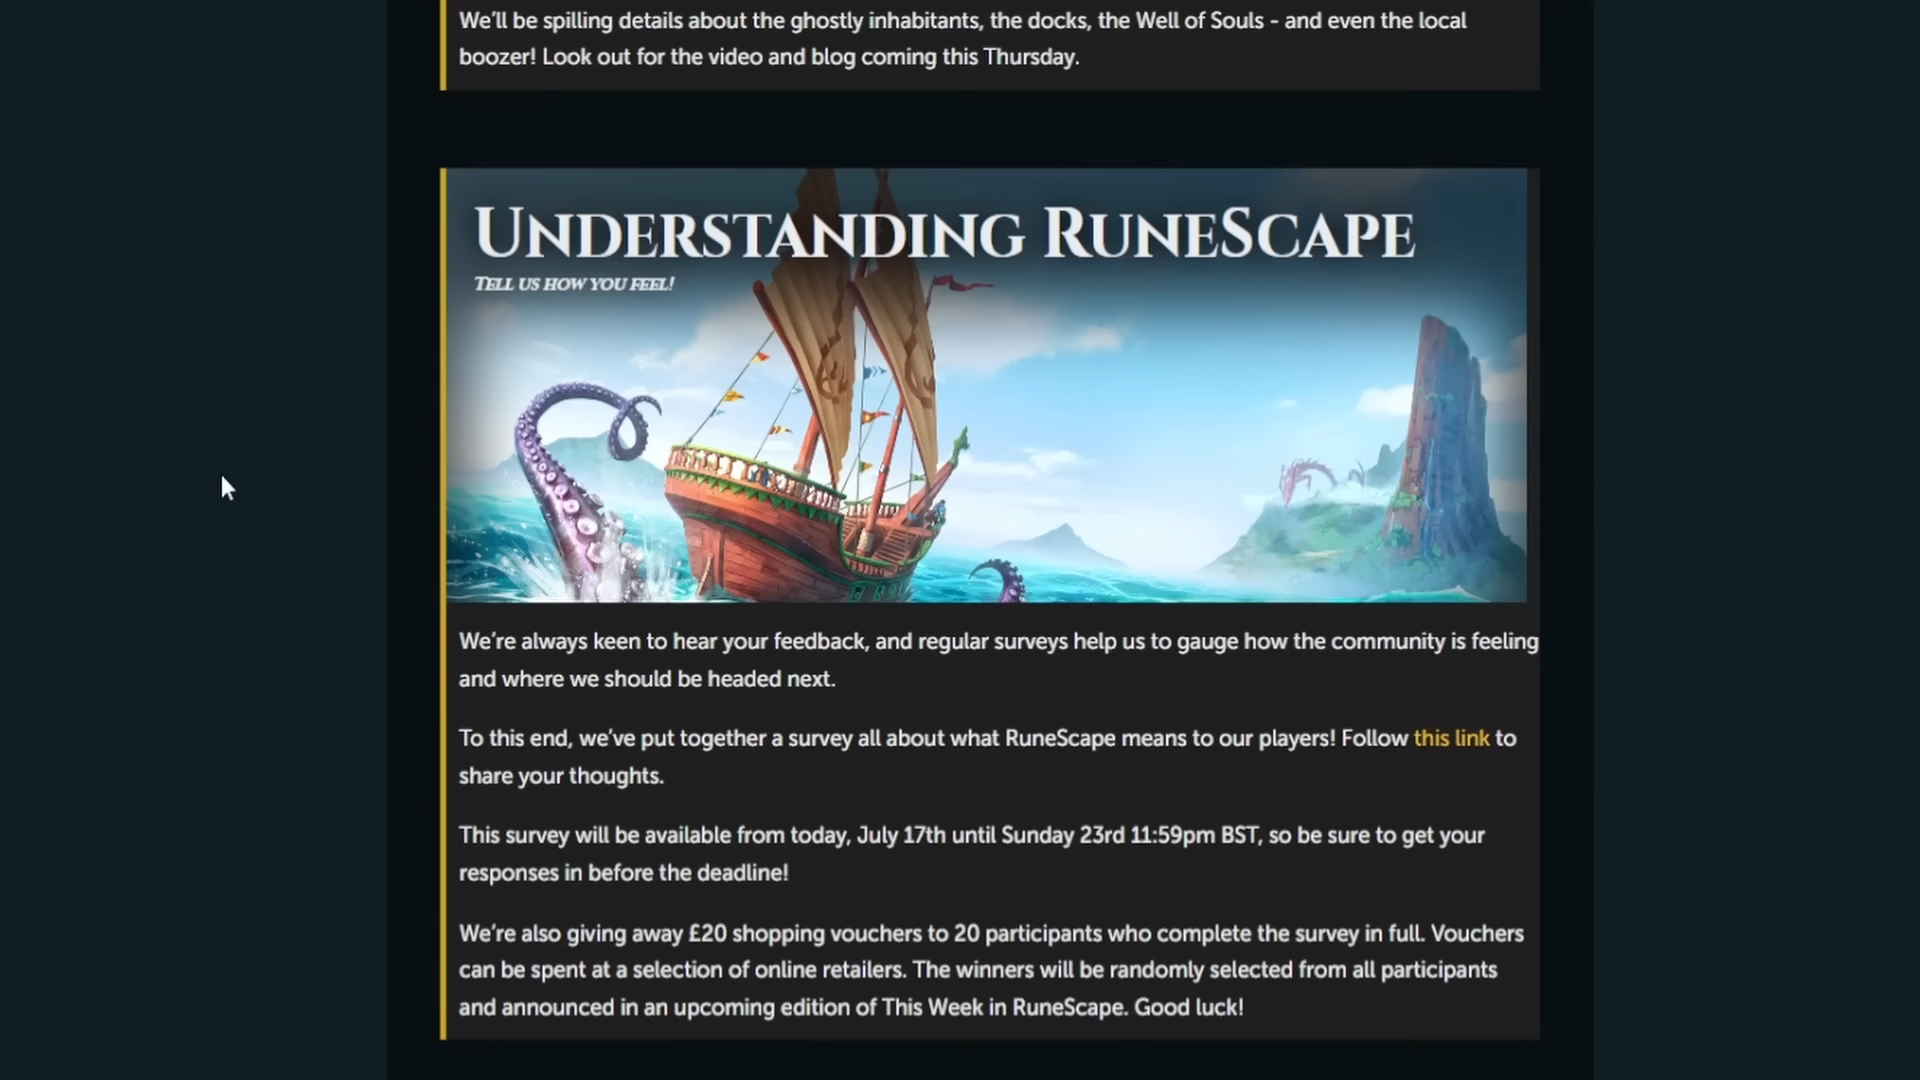 We’ll be spilling details about the ghostly inhabitants, the docks, the Well of Souls - and even the local
boozer! Look out for the video and blog coming this Thursday.
UNDERSTANDING RUNESCAPE
TELL US HOW YOU FEEL!
We’re always keen to hear your feedback, and regular surveys help us to gauge how the community is feeling
and where we should be headed next.
To this end, we’ve put together a survey all about what RuneScape means to our players! Follow this link to
share your thoughts.
This survey will be available from today, July 17th until Sunday 23rd 11:59pm BST, so be sure to get your
responses in before the deadline!
We’re also giving away £20 shopping vouchers to 20 participants who complete the survey in full. Vouchers
can be spent at a selection of online retailers. The winners will be randomly selected from all participants
and announced in an upcoming edition of This Week in RuneScape. Good luck!